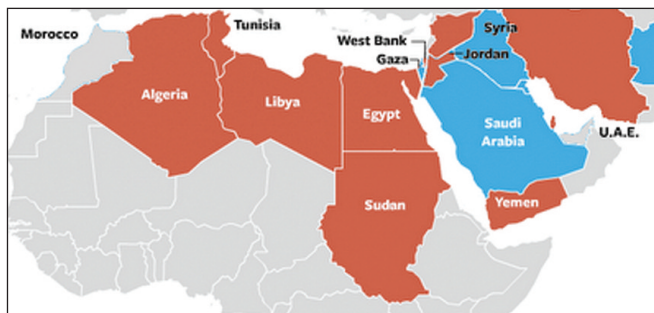 Tunisia
Morocco
Syria
West Bank
Jordan
Gaza
Algeria
Libya
Egypt
Saudi
Arabia
U.A.E.
Sudan
Yemen